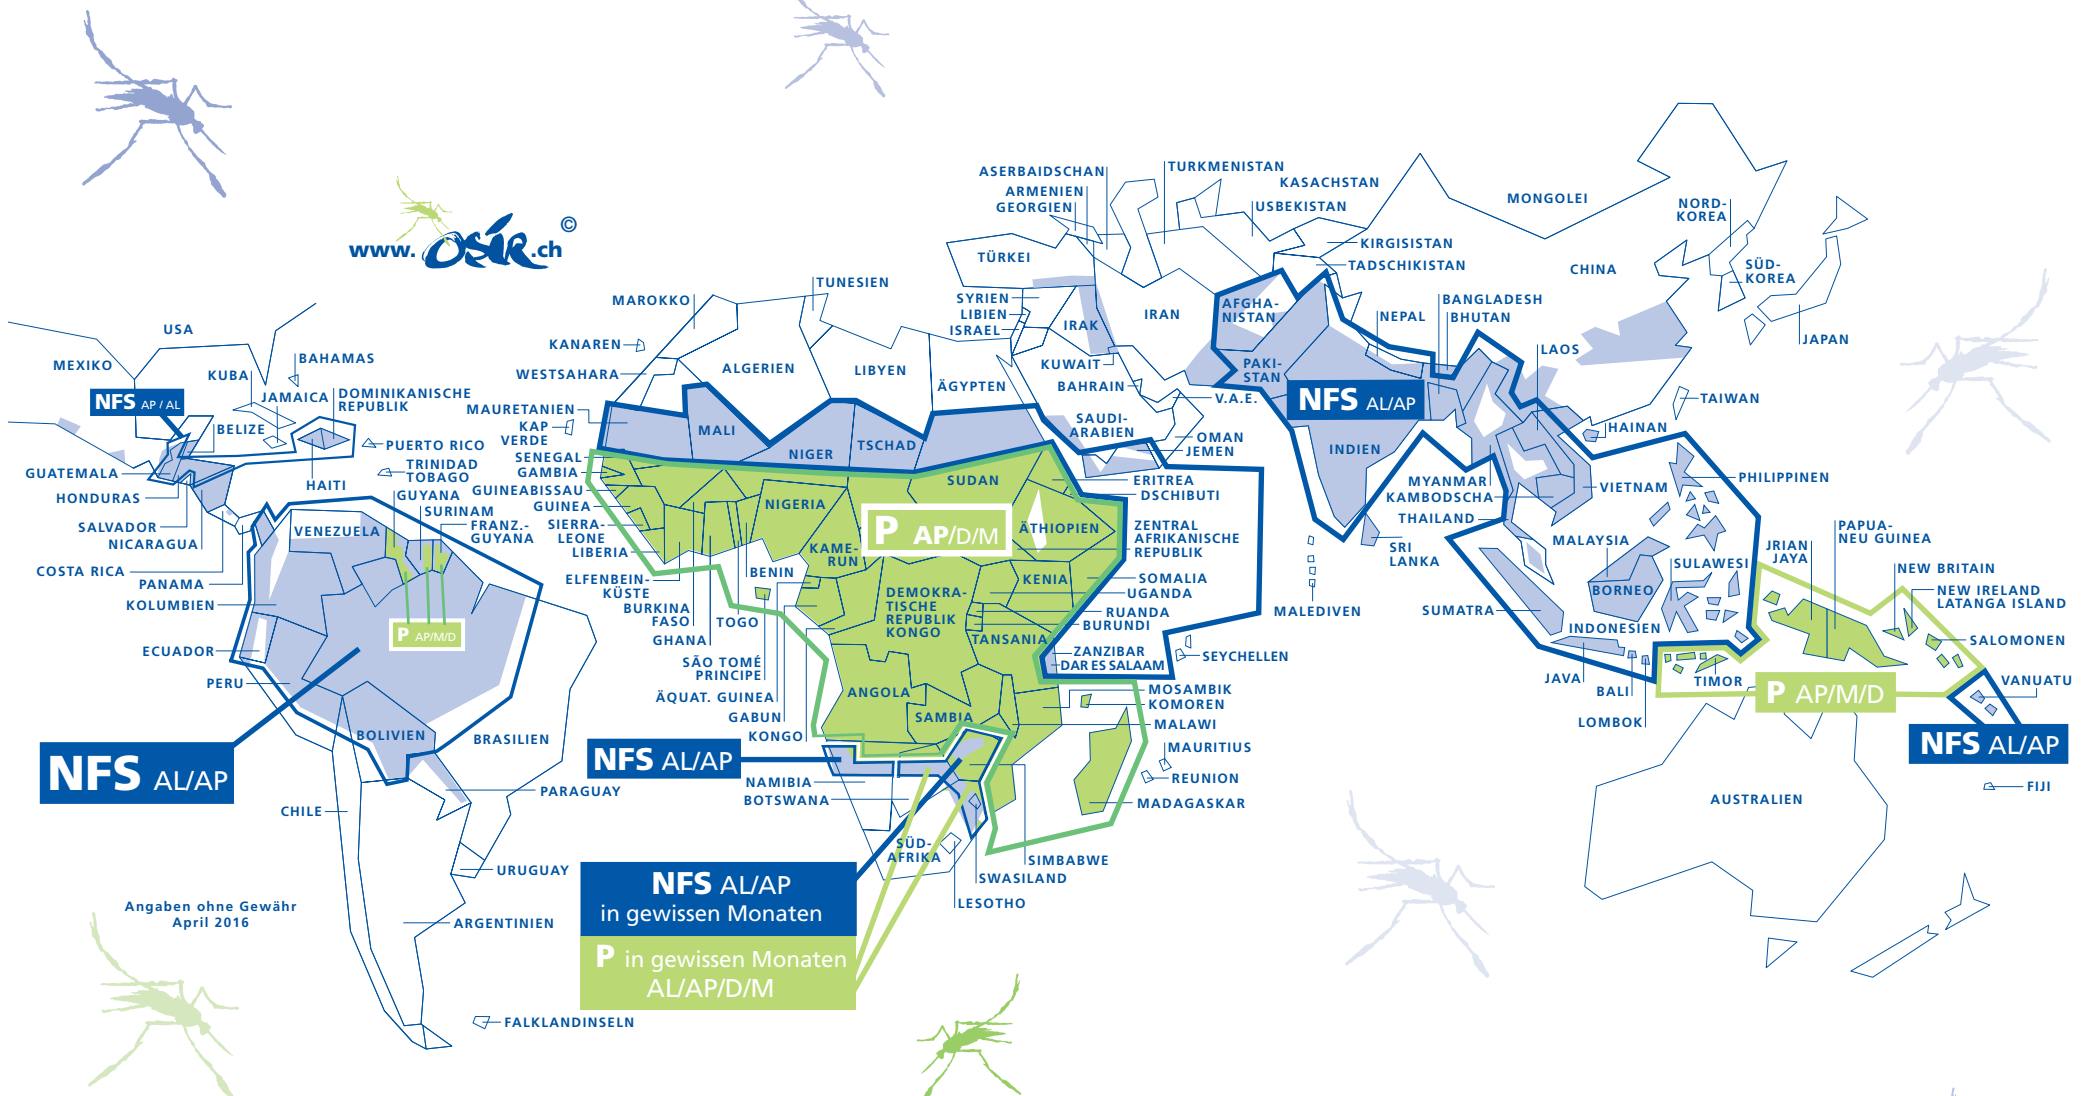 www.OSIR.ch ©
USA
MEXIKO
BAHAMAS
KUBA
JAMAICA
DOMINIKANISCHE
REPUBLIK
NFS AP / AL
BELIZE
PUERTO RICO
TRINIDAD
TOBAGO
HAITI
GUATEMALA
HONDURAS
SALVADOR
NICARAGUA
COSTA RICA
PANAMA
KOLUMBIEN
ECUADOR
PERU
GUYANA
SURINAM
FRANZ.-
GUYANA
VENEZUELA
P AP/M/D
BOLIVIEN
BRASILIEN
NFS AL/AP
PARAGUAY
CHILE
URUGUAY
ARGENTINIEN
FALKLANDINSELN
Angaben ohne Gewähr
April 2016
MAROKKO
TUNESIEN
KANAREN
WESTSAHARA
ALGERIEN
LIBYEN
ÄGYPTEN
MAURETANIEN
KAP
VERDE
SENEGAL
GAMBIA
GUINEABISSAU
GUINEA
SIERRA-
LEONE
LIBERIA
ELFENBEIN-
KÜSTE
BURKINA
FASO
GHANA
TOGO
BENIN
SÃO TOMÉ
PRINCIPE
ÄQUAT. GUINEA
GABUN
KONGO
MALI
NIGER
TSCHAD
SUDAN
NIGERIA
P AP/D/M
ÄTHIOPIEN
KAME-
RUN
KENIA
DEMOKRA-
TISCHE
REPUBLIK
KONGO
TANSANIA
ANGOLA
SAMBIA
ERITREA
DSCHIBUTI
ZENTRAL
AFRIKANISCHE
REPUBLIK
SOMALIA
UGANDA
RUANDA
BURUNDI
ZANZIBAR
DAR ES SALAAM
SEYCHELLEN
MOSAMBIK
KOMOREN
MALAWI
MAURITIUS
REUNION
MADAGASKAR
NFS AL/AP
NAMIBIA
BOTSWANA
SÜD-
AFRIKA
SIMBABWE
SWASILAND
LESOTHO
NFS AL/AP
in gewissen Monaten
P in gewissen Monaten
AL/AP/D/M
ASERBAIDSCHAN
ARMENIEN
GEORGIEN
TURKMENISTAN
KASACHSTAN
USBEKISTAN
KIRGISISTAN
TADSCHIKISTAN
TÜRKEI
SYRIEN
LIBIEN
ISRAEL
IRAK
IRAN
KUWAIT
BAHRAIN
V.A.E.
SAUDI-
ARABIEN
OMAN
JEMEN
AFGHA-
NISTAN
PAKI-
STAN
NFS AL/AP
INDIEN
NEPAL
BANGLADESH
BHUTAN
MONGOLEI
CHINA
NORD-
KOREA
SÜD-
KOREA
JAPAN
LAOS
TAIWAN
HAINAN
MYANMAR
KAMBODSCHA
THAILAND
VIETNAM
PHILIPPINEN
SRI
LANKA
MALEDIVEN
MALAYSIA
SULAWESI
BORNEO
SUMATRA
INDONESIEN
JAVA
BALI
LOMBOK
TIMOR
JRIAN
JAYA
PAPUA-
NEU GUINEA
NEW BRITAIN
NEW IRELAND
LATANGA ISLAND
SALOMONEN
VANUATU
P AP/M/D
NFS AL/AP
FIJI
AUSTRALIEN